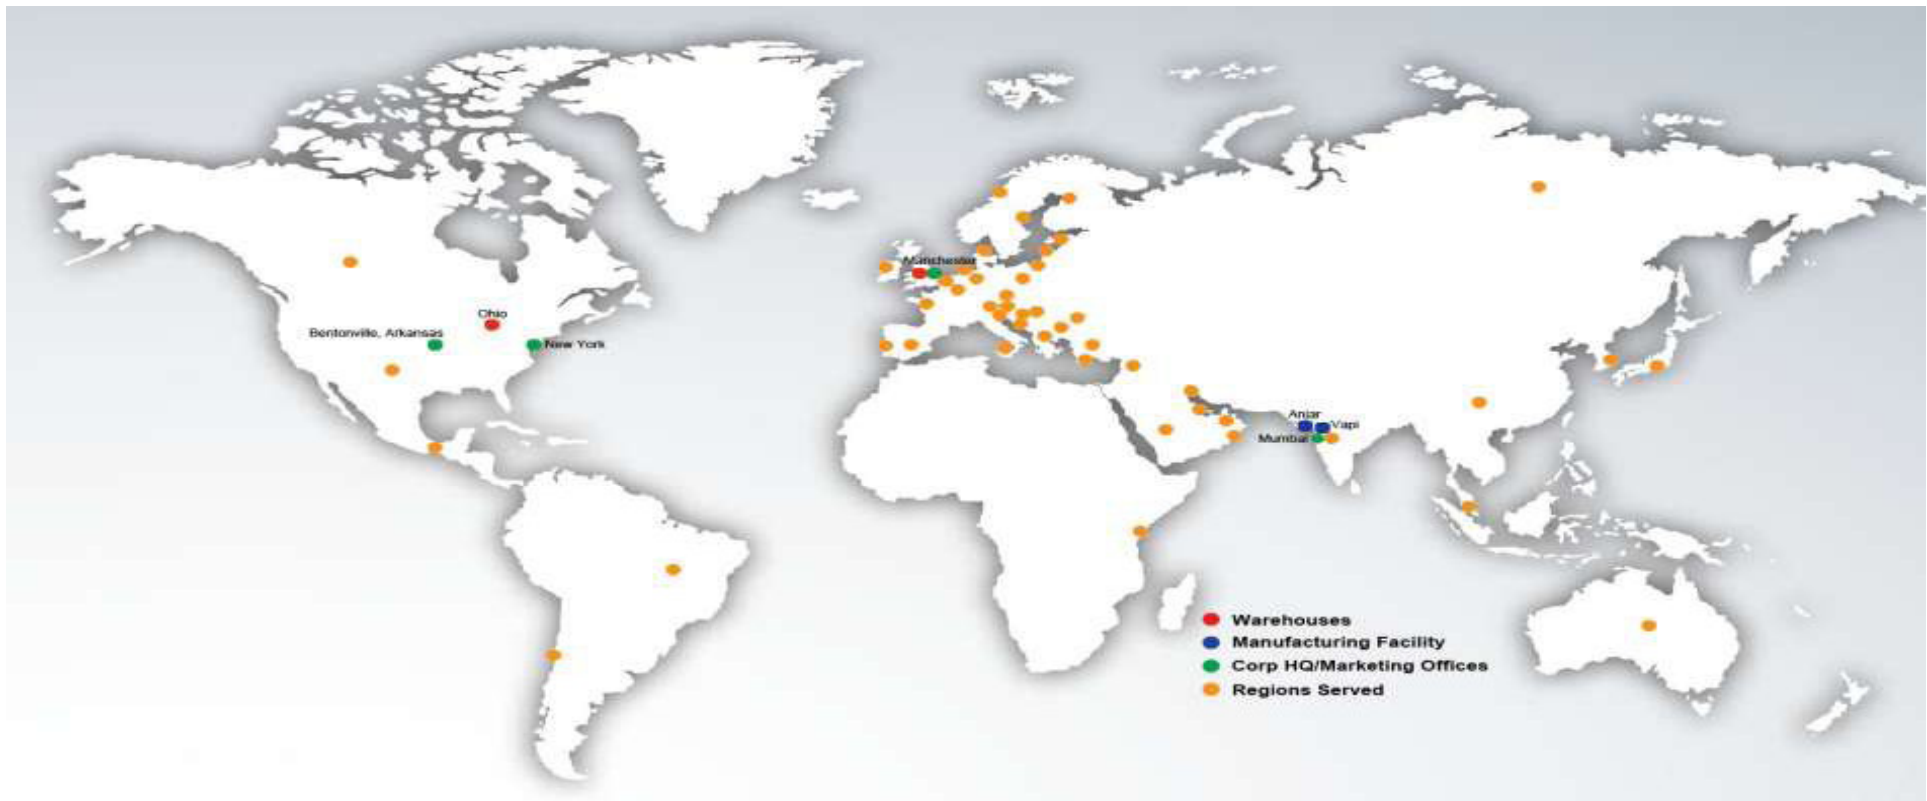 Manchester
Ohio
Bentonville, Arkansas
New York
Anjar
Vapi
Mumbai
Warehouses
Manufacturing Facility
Corp HQ/Marketing Offices
Regions Served